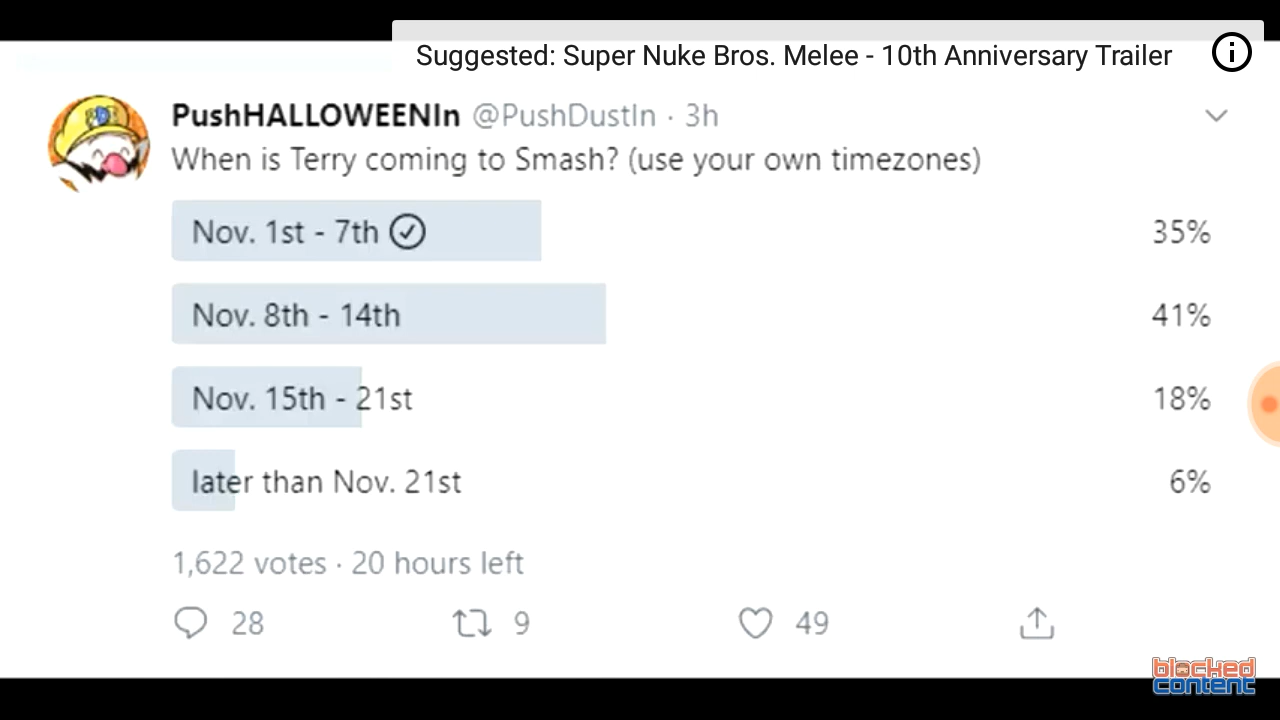 Suggested: Super Nuke Bros. Melee - 10th Anniversary Trailer
PushHALLOWEENIn @PushDustIn · 3h
When is Terry coming to Smash? (use your own timezones)
Nov. 1st - 7th 35%
Nov. 8th - 14th 41%
Nov. 15th - 21st 18%
later than Nov. 21st 6%
1,622 votes · 20 hours left
28 9 49
blocked
content